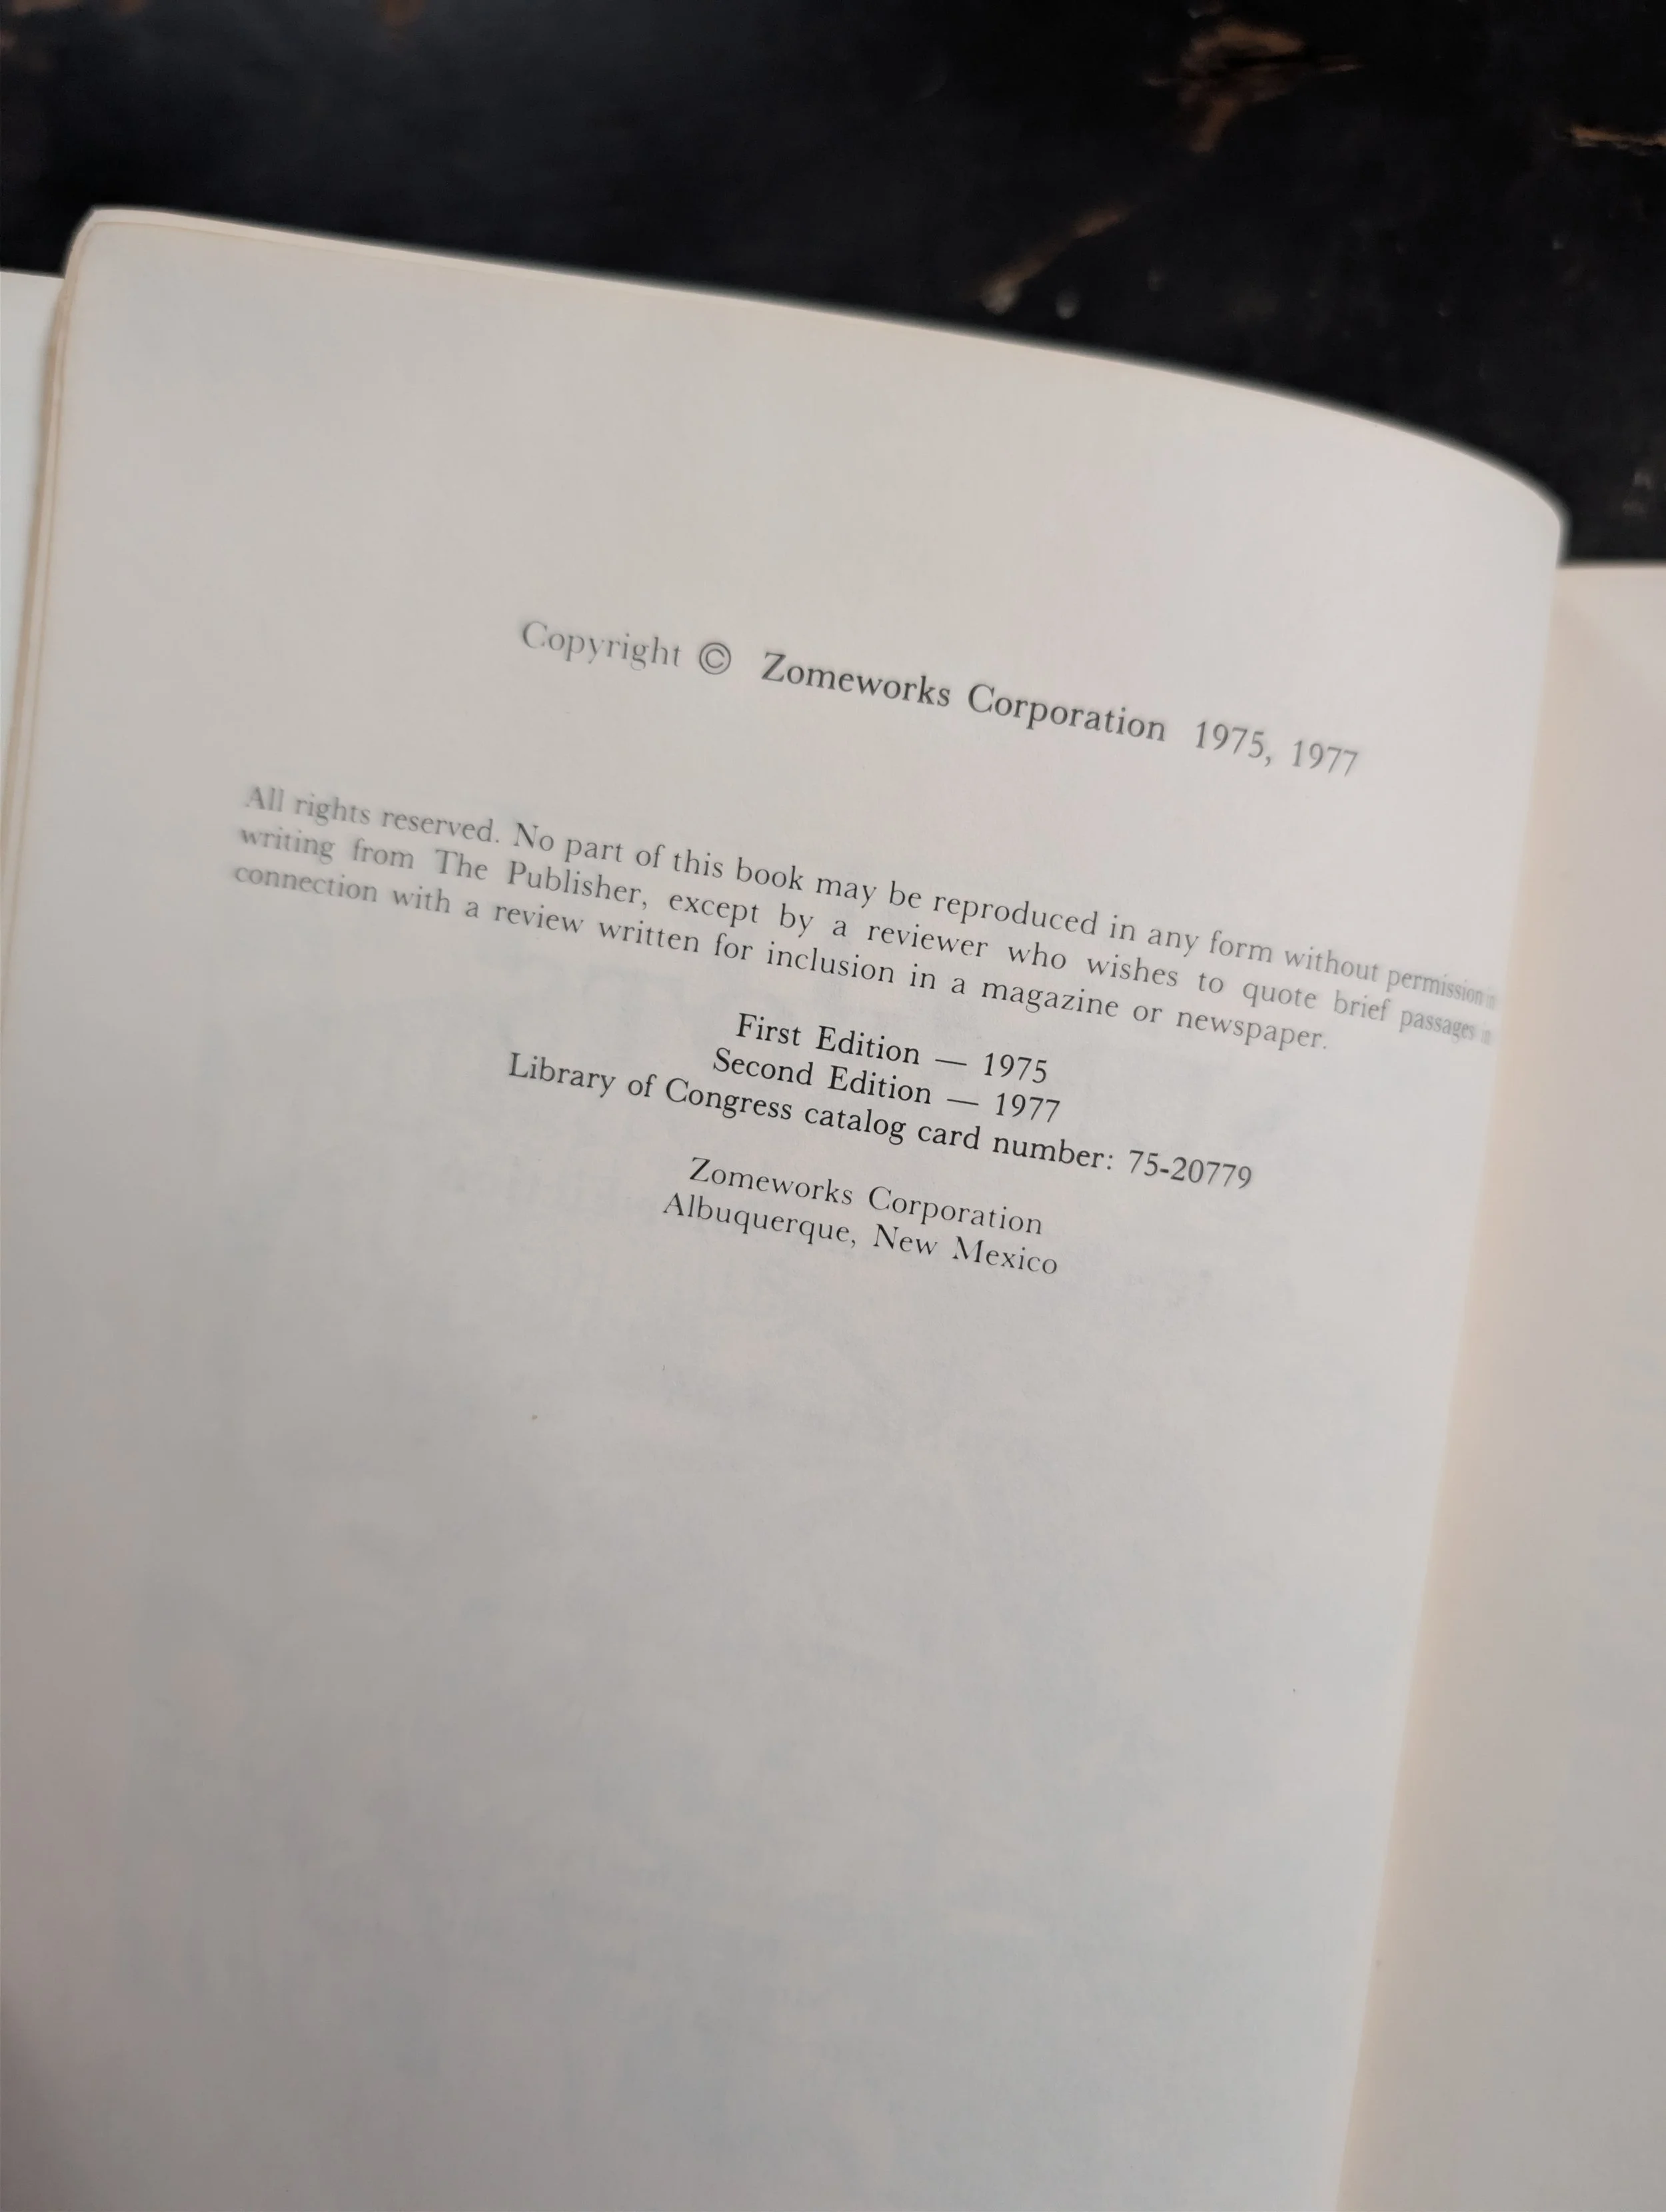 Copyright © Zomeworks Corporation 1975, 1977
All rights reserved. No part of this book may be reproduced in any form without permission in
writing from The Publisher, except by a reviewer who wishes to quote brief passages in
connection with a review written for inclusion in a magazine or newspaper.
First Edition — 1975
Second Edition — 1977
Library of Congress catalog card number: 75-20779
Zomeworks Corporation
Albuquerque, New Mexico